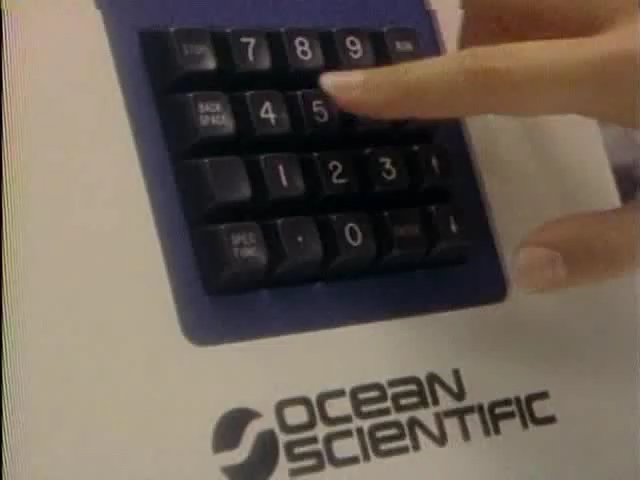 STOP 7 8 9 RUN
BACK SPACE 4 5
1 2 3 ↑
SPEC FUNC . 0 ENTER ↓
OCEAN
SCIENTIFIC